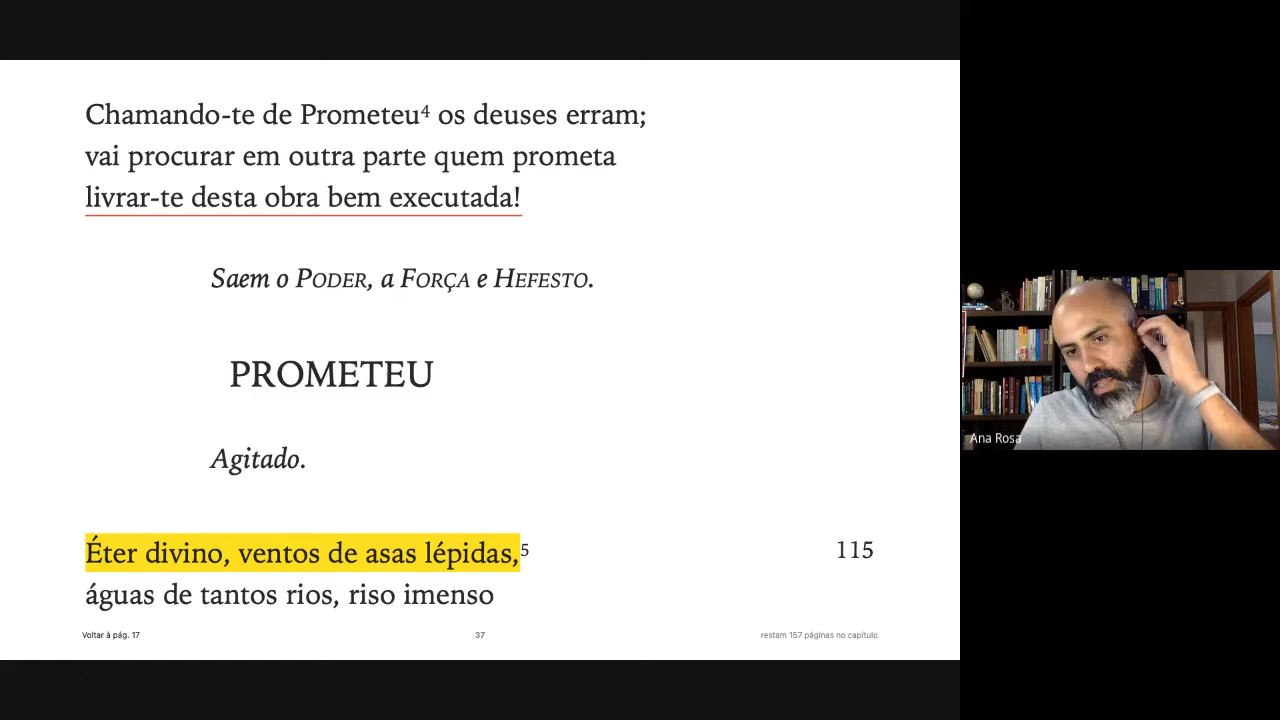 Chamando-te de Prometeu⁴ os deuses erram;
vai procurar em outra parte quem prometa
livrar-te desta obra bem executada!
Saem o PODER, a FORÇA e HEFESTO.
PROMETEU
Agitado.
Éter divino, ventos de asas lépidas,⁵ 115
águas de tantos rios, riso imenso
Voltar à pág. 17 37 restam 157 páginas no capítulo
Ana Rosa